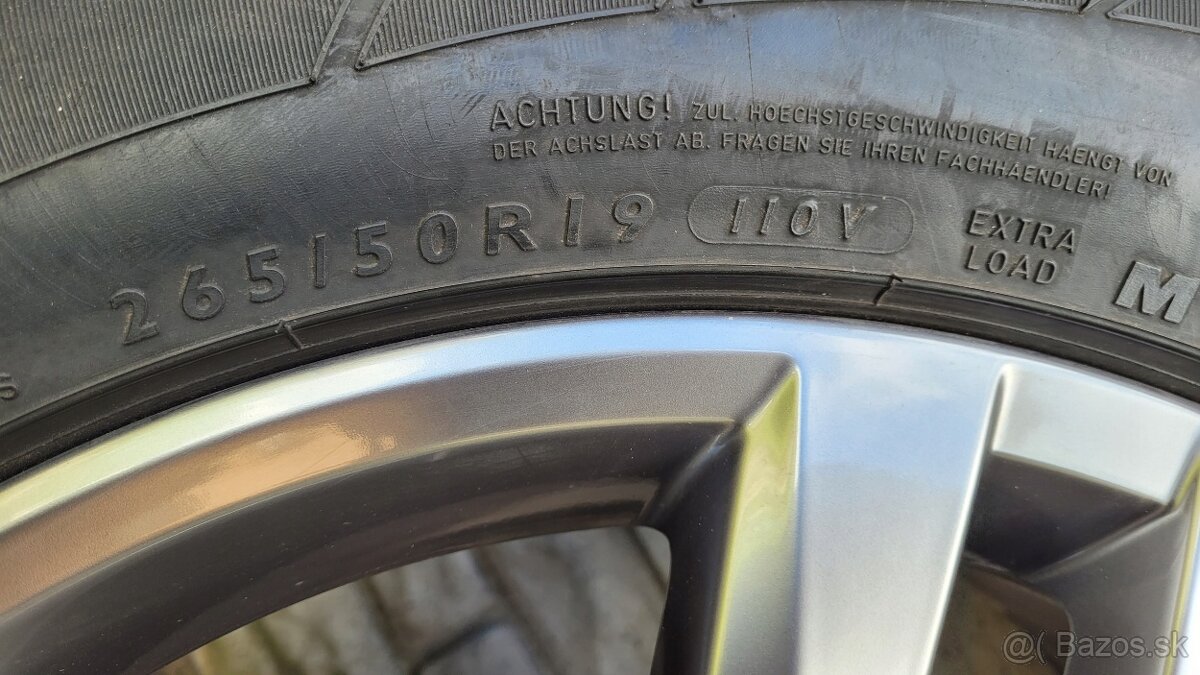 ACHTUNG! ZUL. HOECHSTGESCHWINDIGKEIT HAENGT VON
DER ACHSLAST AB. FRAGEN SIE IHREN FACHHAENDLER!
265/50R19 110V EXTRA
LOAD
M
Bazos.sk